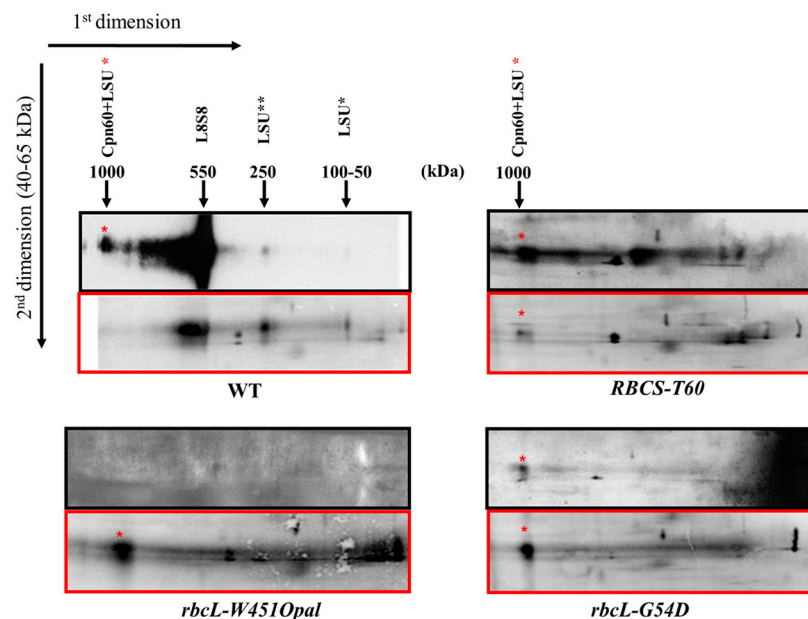 1st dimension
2nd dimension (40-65 kDa)
Cpn60+LSU *
L8S8
LSU**
LSU*
1000
550
250
100-50
(kDa)
*
WT
Cpn60+LSU *
1000
*
*
RBCS-T60
*
rbcL-W451Opal
*
*
rbcL-G54D